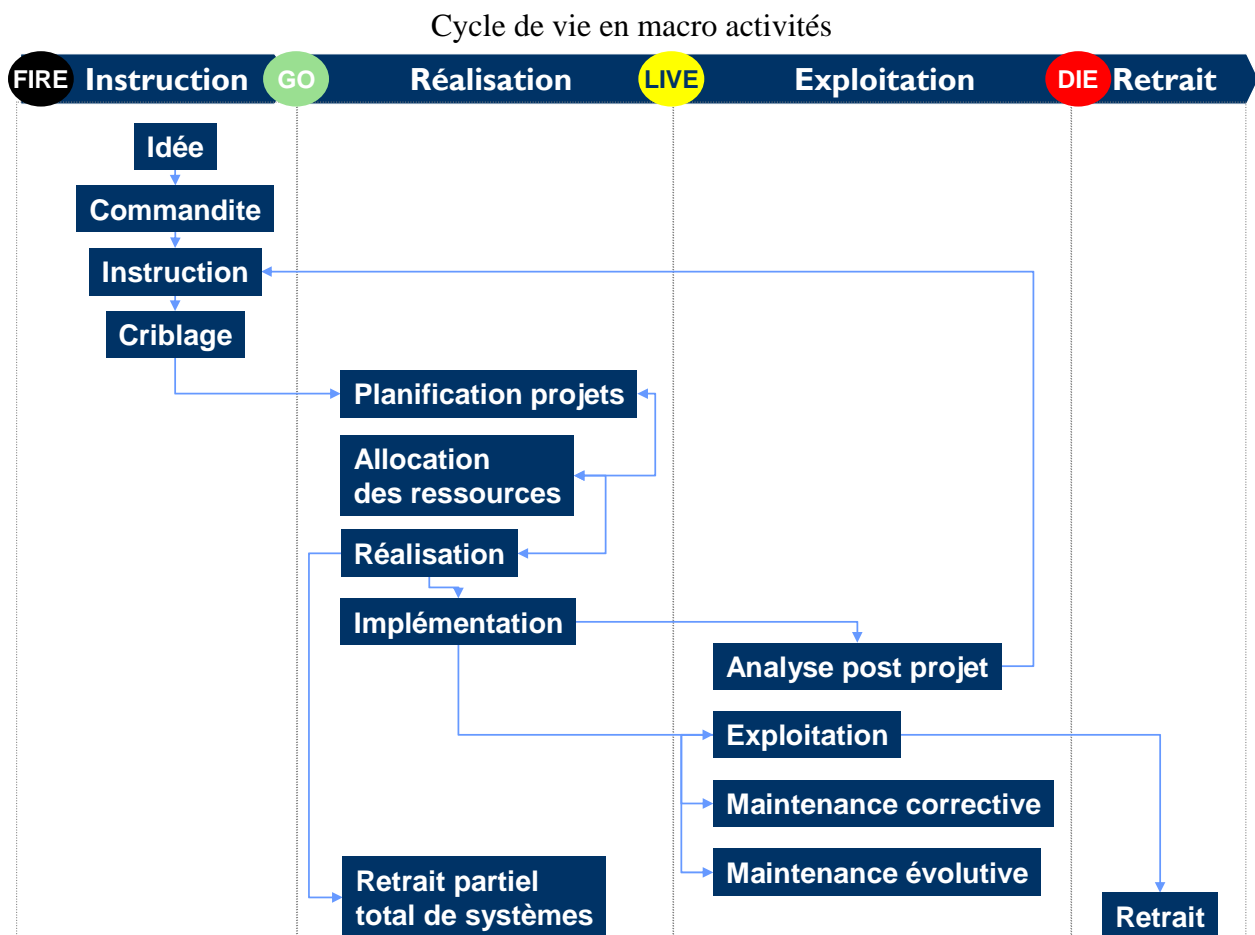 Cycle de vie en macro activités
FIRE Instruction GO Réalisation LIVE Exploitation DIE Retrait
Idée
Commandite
Instruction
Criblage
Planification projets
Allocation
des ressources
Réalisation
Implémentation
Analyse post projet
Exploitation
Maintenance corrective
Maintenance évolutive
Retrait partiel
total de systèmes
Retrait